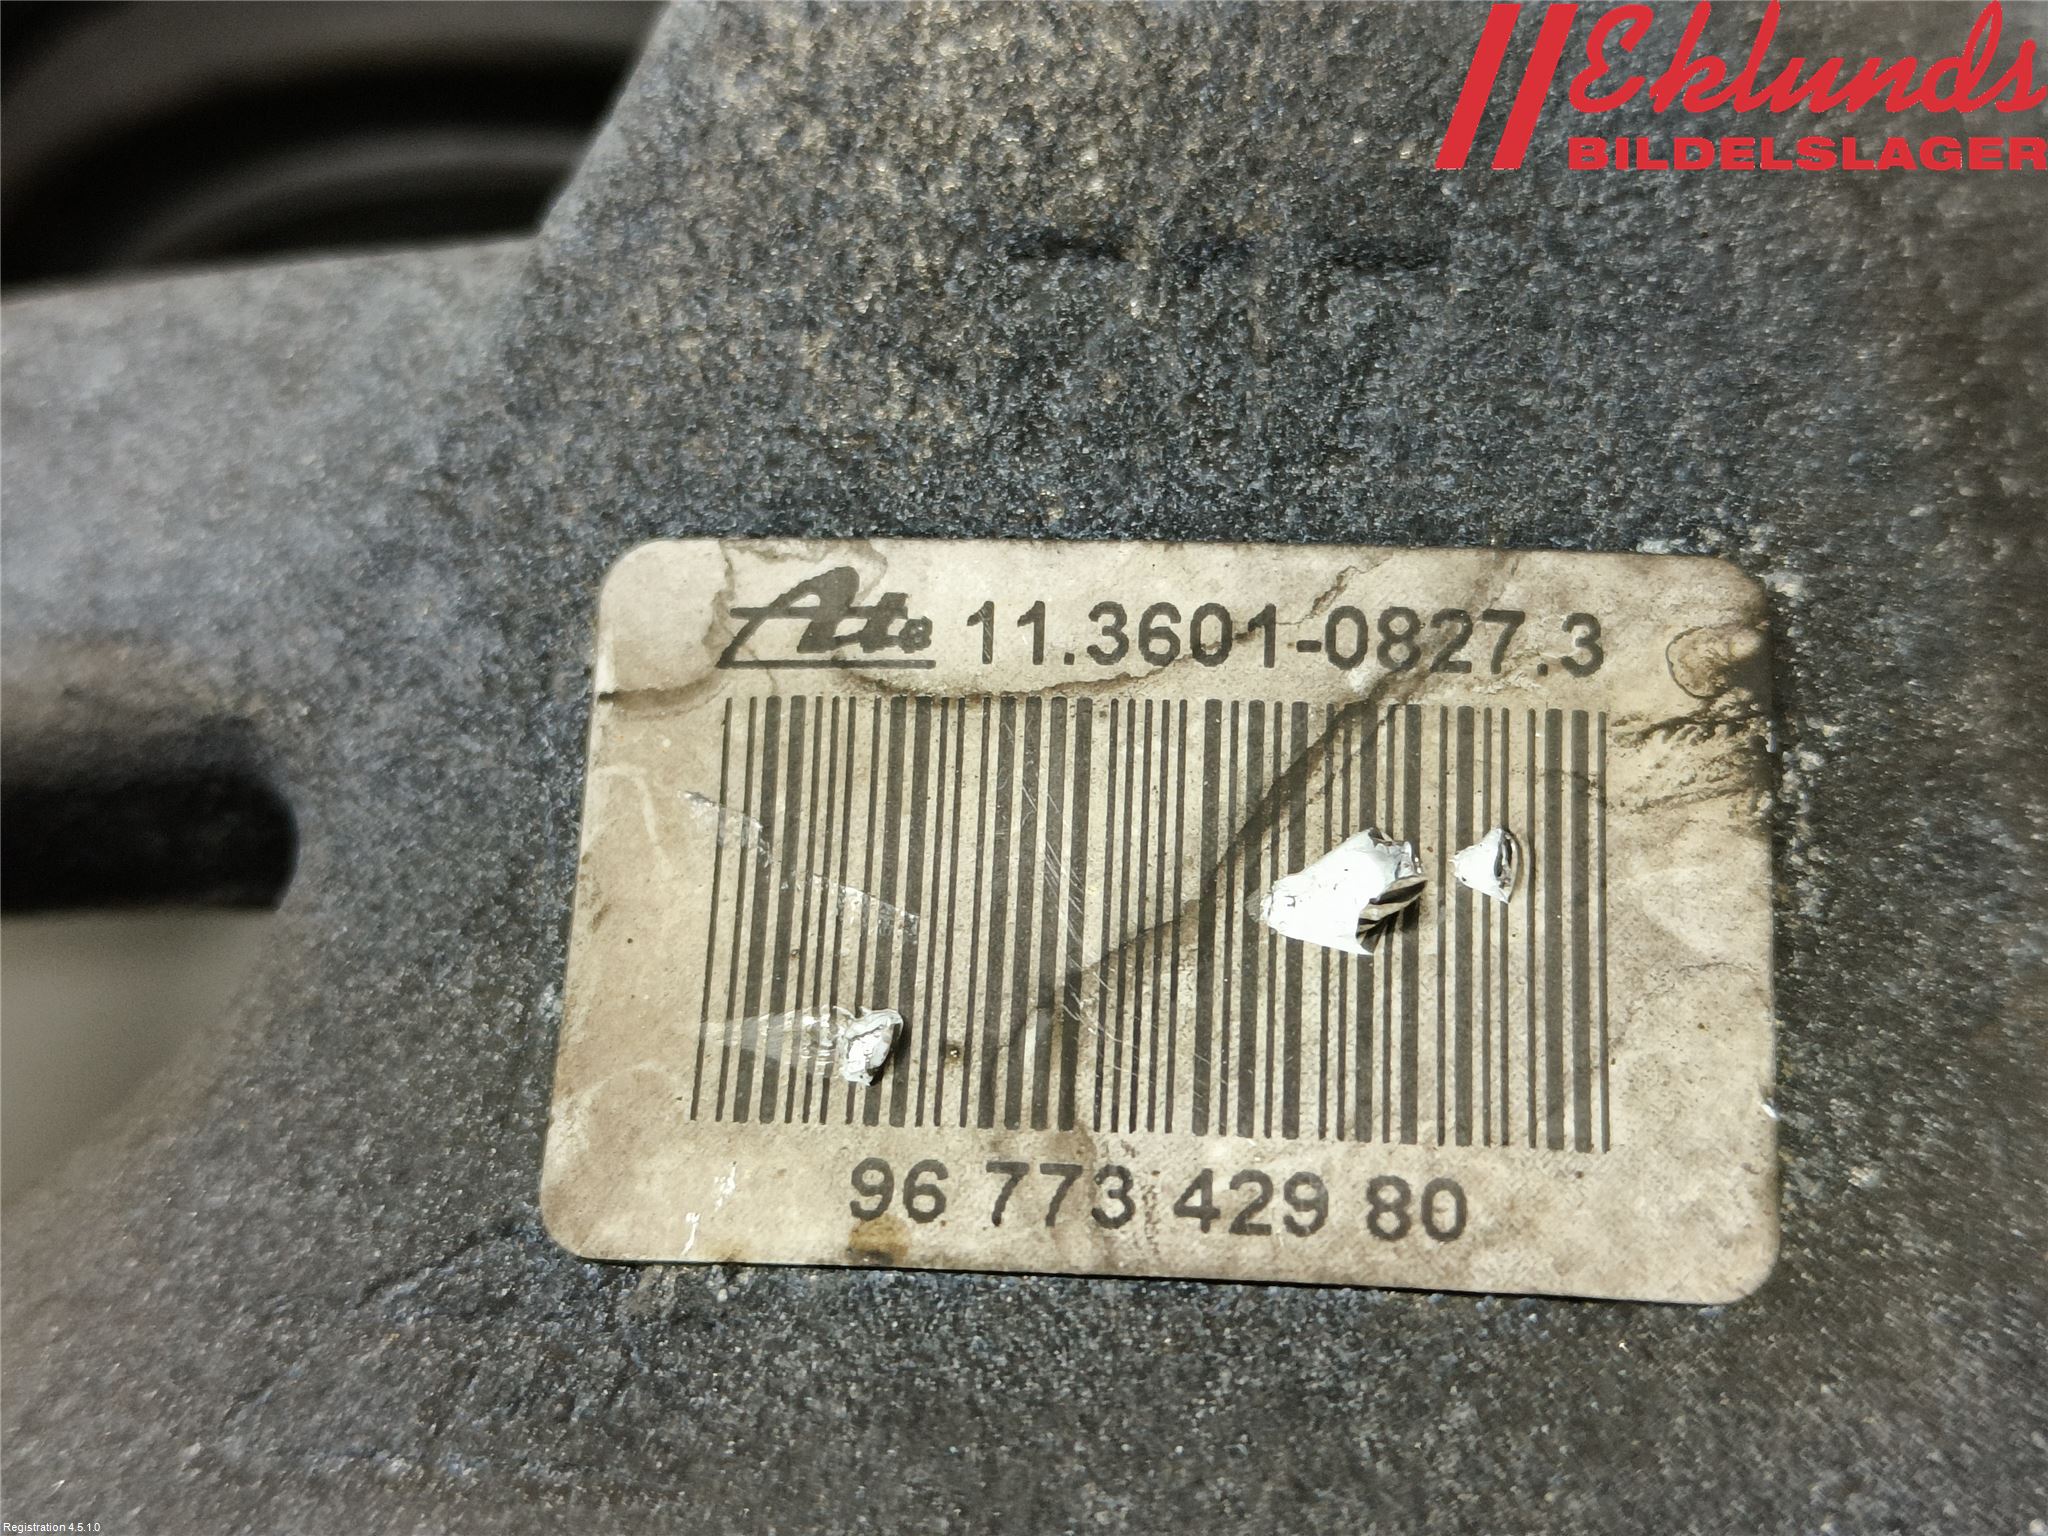 Eklunds
BILDELSLAGER
Ate 11.3601-0827.3
96 773 429 80
Registration 4.5.1.0